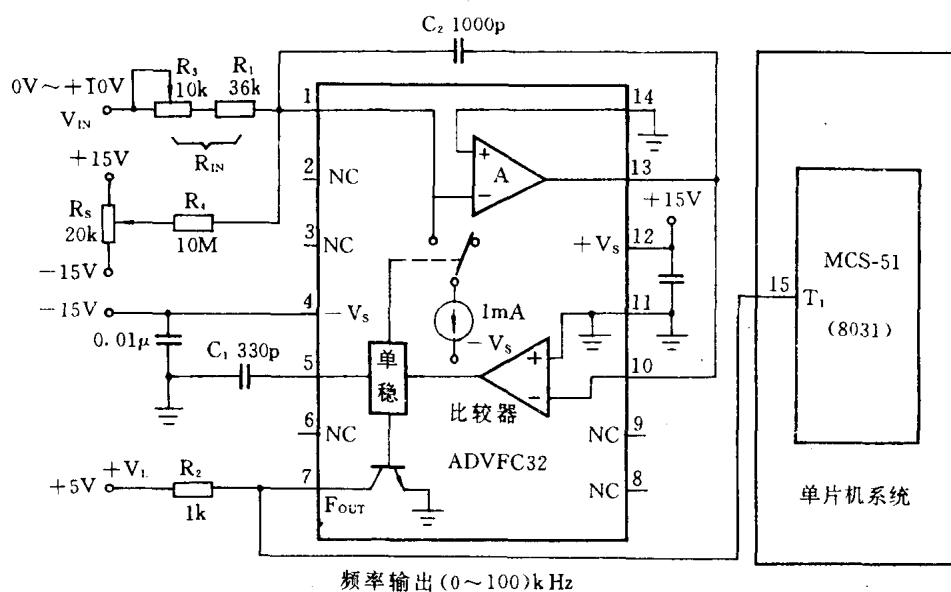 C₂ 1000p
0V～+10V
V_IN
R₃
10k
R₁
36k
R_IN
+15V
R₅
20k
R₄
10M
-15V
-15V
0.01μ
C₁ 330p
+5V
+V_L
R₂
1k
1
2
NC
3
NC
4
-V_S
5
6
NC
7
F_OUT
单稳
A
+
-
1mA
-V_S
+
-
比较器
ADVFC32
14
13
+15V
12
+V_S
11
10
9
NC
8
NC
15
T₁
MCS-51
(8031)
单片机系统
频率输出(0～100)kHz